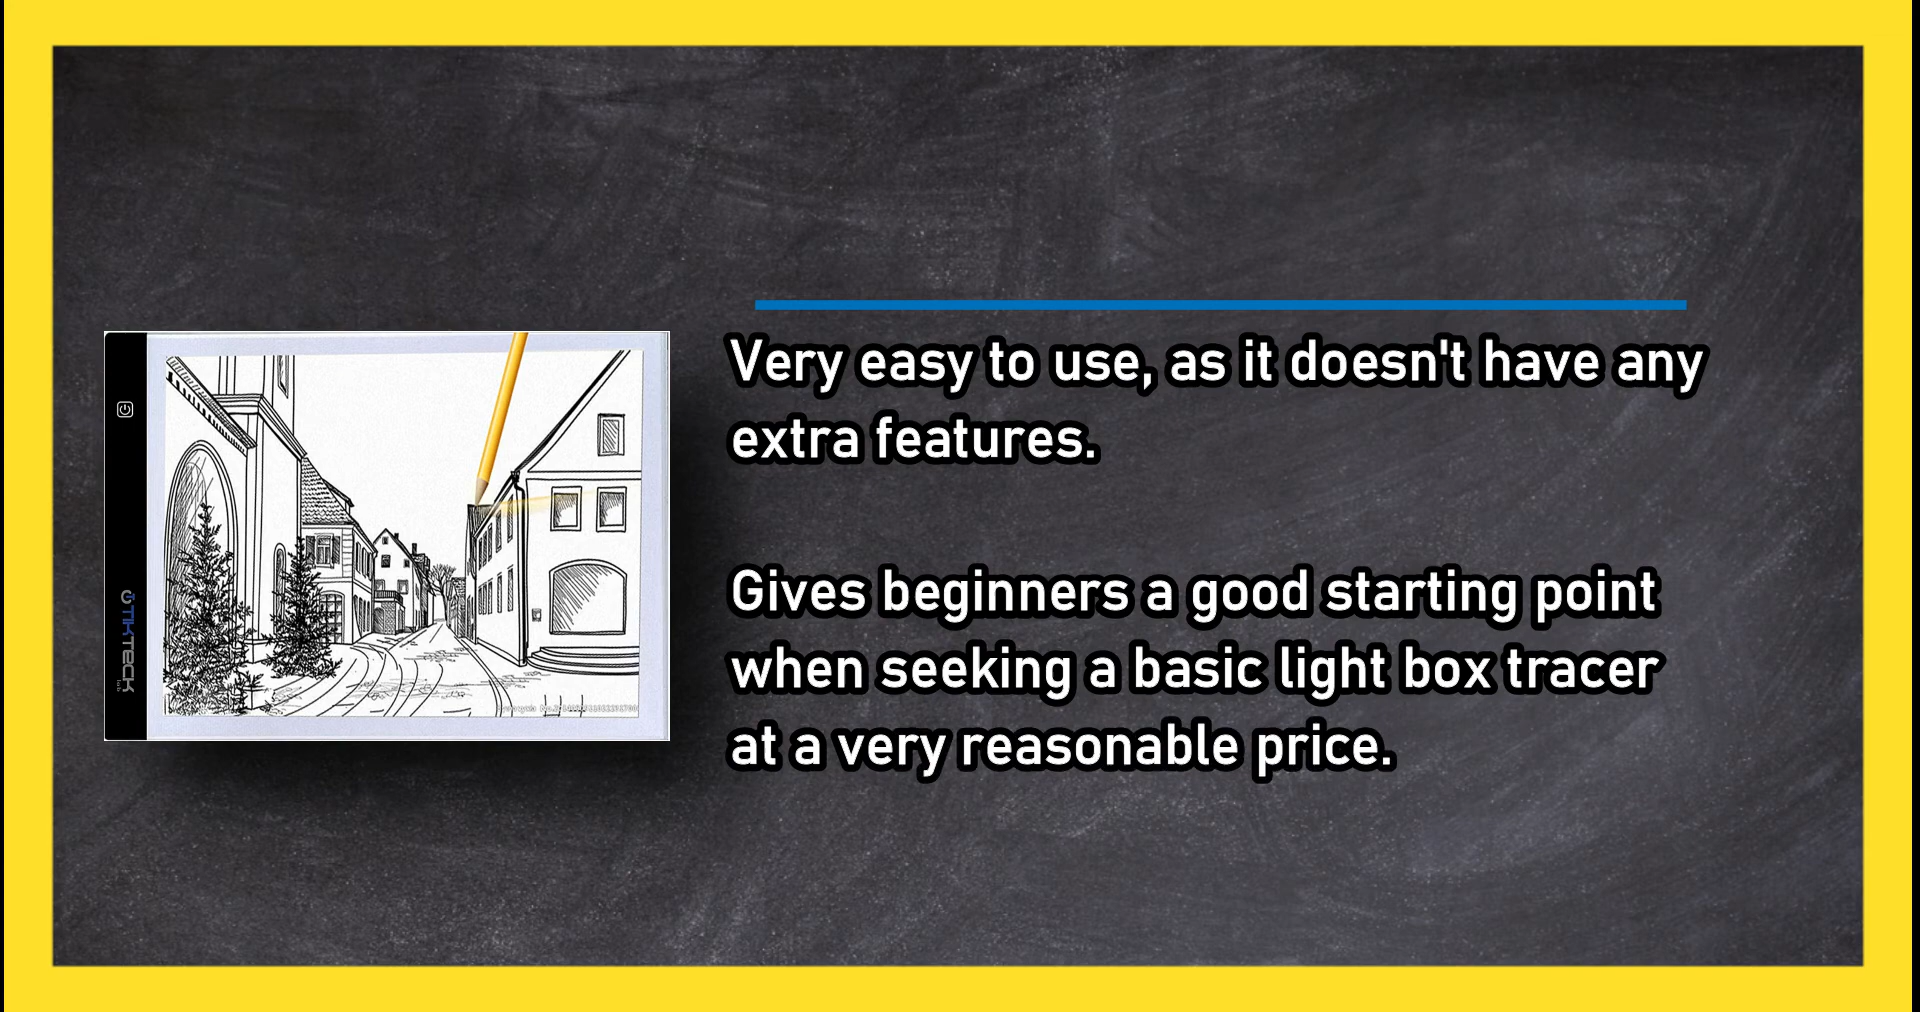 Very easy to use, as it doesn't have any
extra features.
Gives beginners a good starting point
when seeking a basic light box tracer
at a very reasonable price.
TIKTECK